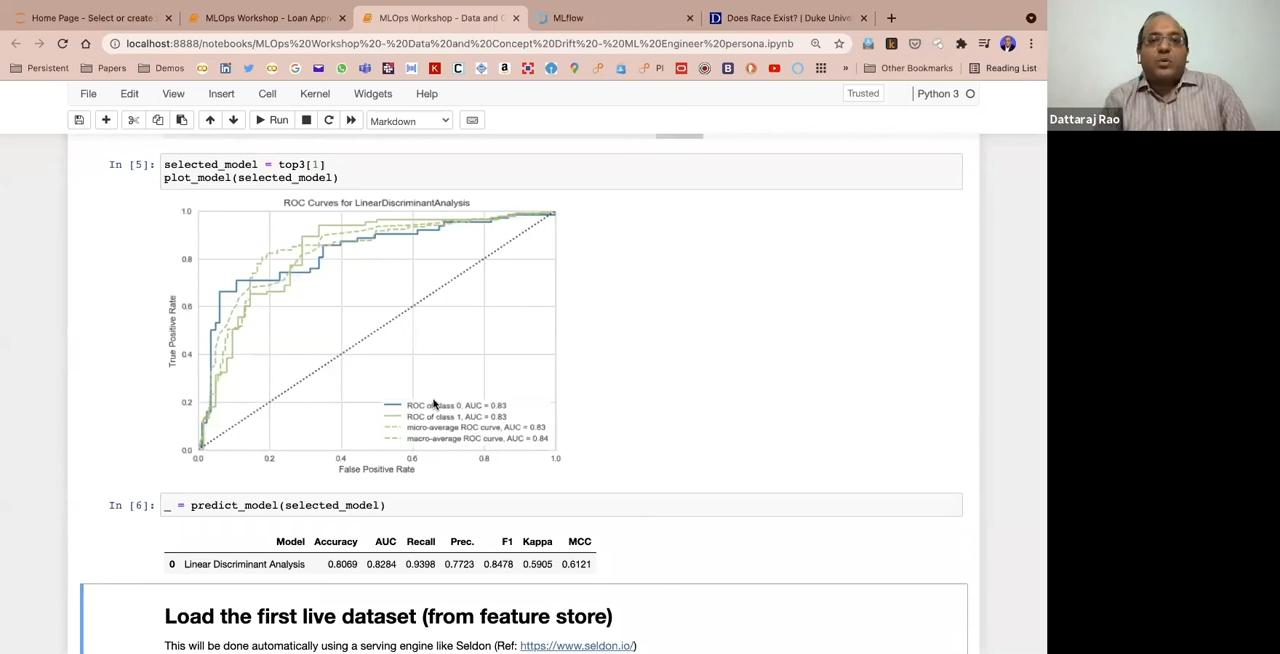 Home Page - Select or create
MLOps Workshop - Loan Appr
MLOps Workshop - Data and C
MLflow
Does Race Exist? | Duke Unive
localhost:8888/notebooks/MLOps%20Workshop%20-%20Data%20and%20Concept%20Drift%20-%20ML%20Engineer%20persona.ipynb
Persistent
Papers
Demos
PI
Other Bookmarks
Reading List
File Edit View Insert Cell Kernel Widgets Help
Trusted
Python 3
Run
Markdown
Dattaraj Rao
In [5]: selected_model = top3[1]
plot_model(selected_model)
ROC Curves for LinearDiscriminantAnalysis
1.0
0.8
0.6
0.4
0.2
0.0
True Positive Rate
ROC of class 0, AUC = 0.83
ROC of class 1, AUC = 0.83
micro-average ROC curve, AUC = 0.83
macro-average ROC curve, AUC = 0.84
0.0 0.2 0.4 0.6 0.8 1.0
False Positive Rate
In [6]: _ = predict_model(selected_model)
Model Accuracy AUC Recall Prec. F1 Kappa MCC
0 Linear Discriminant Analysis 0.8069 0.8284 0.9398 0.7723 0.8478 0.5905 0.6121
Load the first live dataset (from feature store)
This will be done automatically using a serving engine like Seldon (Ref: https://www.seldon.io/)